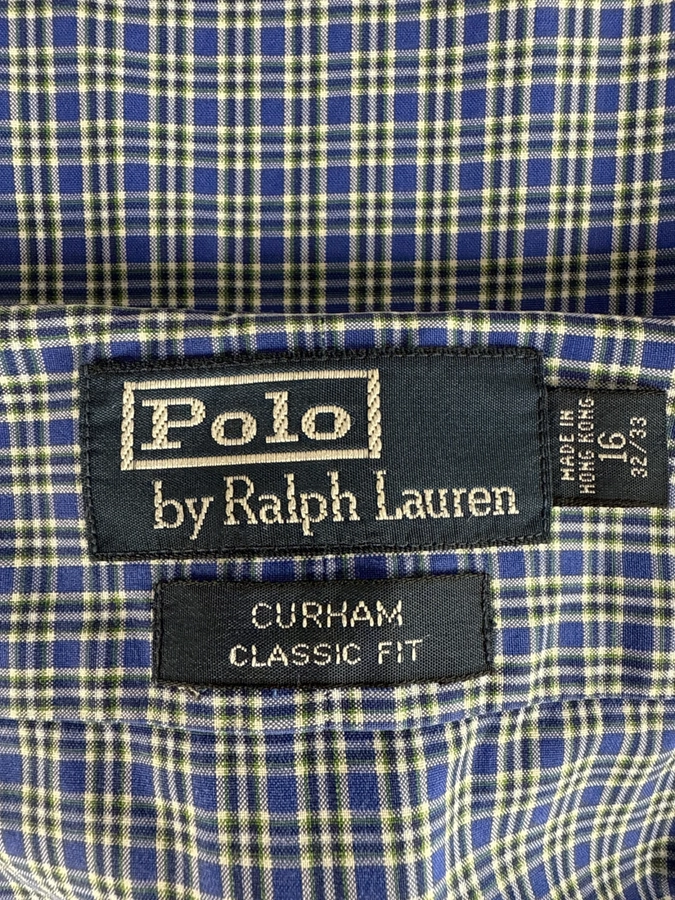 Polo
by Ralph Lauren
MADE IN
HONG KONG
16
32/33
CURHAM
CLASSIC FIT